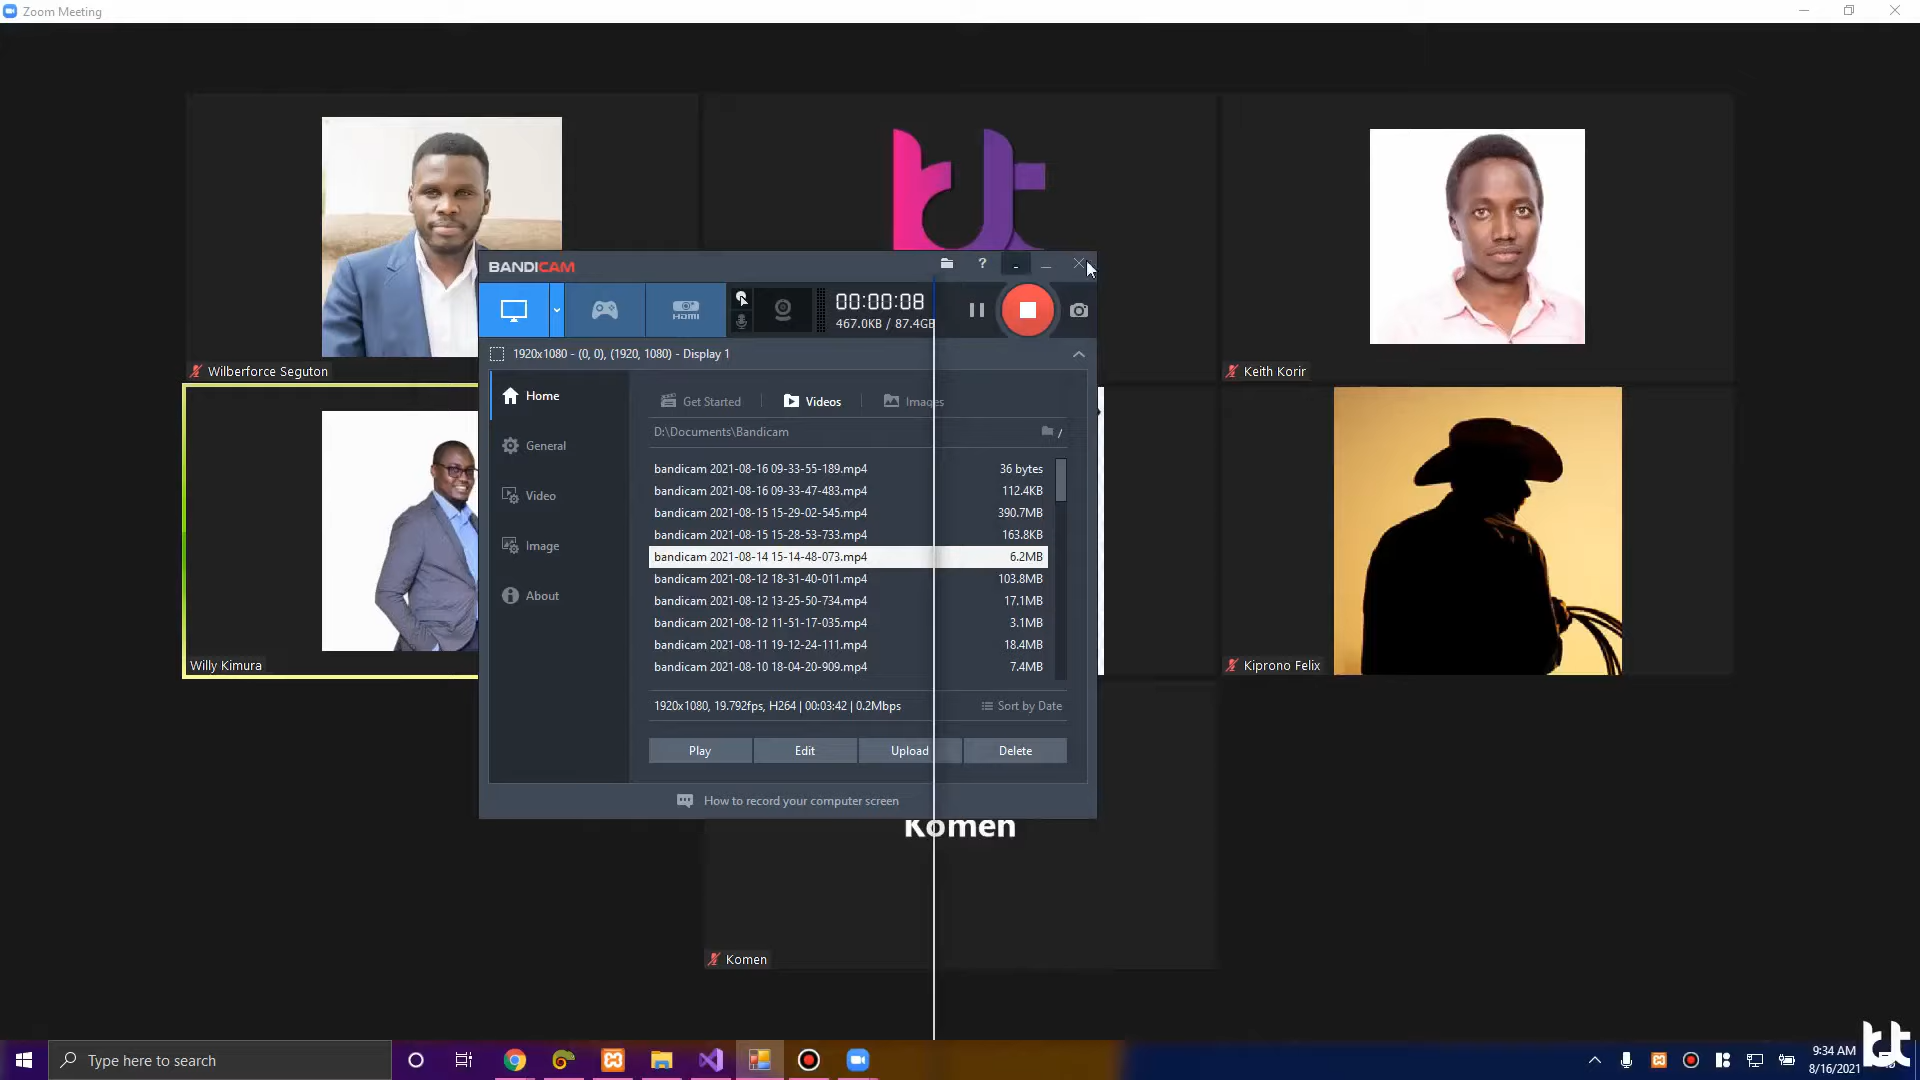 Zoom Meeting
Wilberforce Seguton
Keith Korir
BANDICAM
?
HDMI
00:00:08
467.0KB / 87.4GB
1920x1080 - (0, 0), (1920, 1080) - Display 1
Home
General
Video
Image
About
Get Started
Videos
Images
D:\Documents\Bandicam
/
bandicam 2021-08-16 09-33-55-189.mp4 36 bytes
bandicam 2021-08-16 09-33-47-483.mp4 112.4KB
bandicam 2021-08-15 15-29-02-545.mp4 390.7MB
bandicam 2021-08-15 15-28-53-733.mp4 163.8KB
bandicam 2021-08-14 15-14-48-073.mp4 6.2MB
bandicam 2021-08-12 18-31-40-011.mp4 103.8MB
bandicam 2021-08-12 13-25-50-734.mp4 17.1MB
bandicam 2021-08-12 11-51-17-035.mp4 3.1MB
bandicam 2021-08-11 19-12-24-111.mp4 18.4MB
bandicam 2021-08-10 18-04-20-909.mp4 7.4MB
1920x1080, 19.792fps, H264 | 00:03:42 | 0.2Mbps
Sort by Date
Play
Edit
Upload
Delete
How to record your computer screen
Willy Kimura
Kiprono Felix
Komen
Komen
Type here to search
9:34 AM
8/16/2021